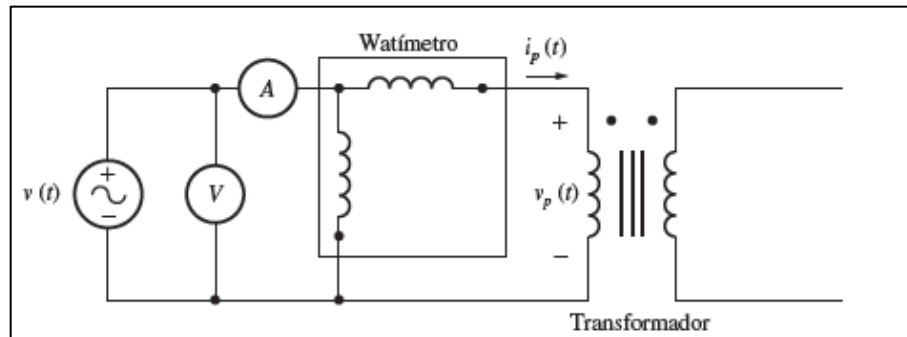 Watímetro
i_p (t)
A
+
v (t)
+
−
V
v_p (t)
−
Transformador